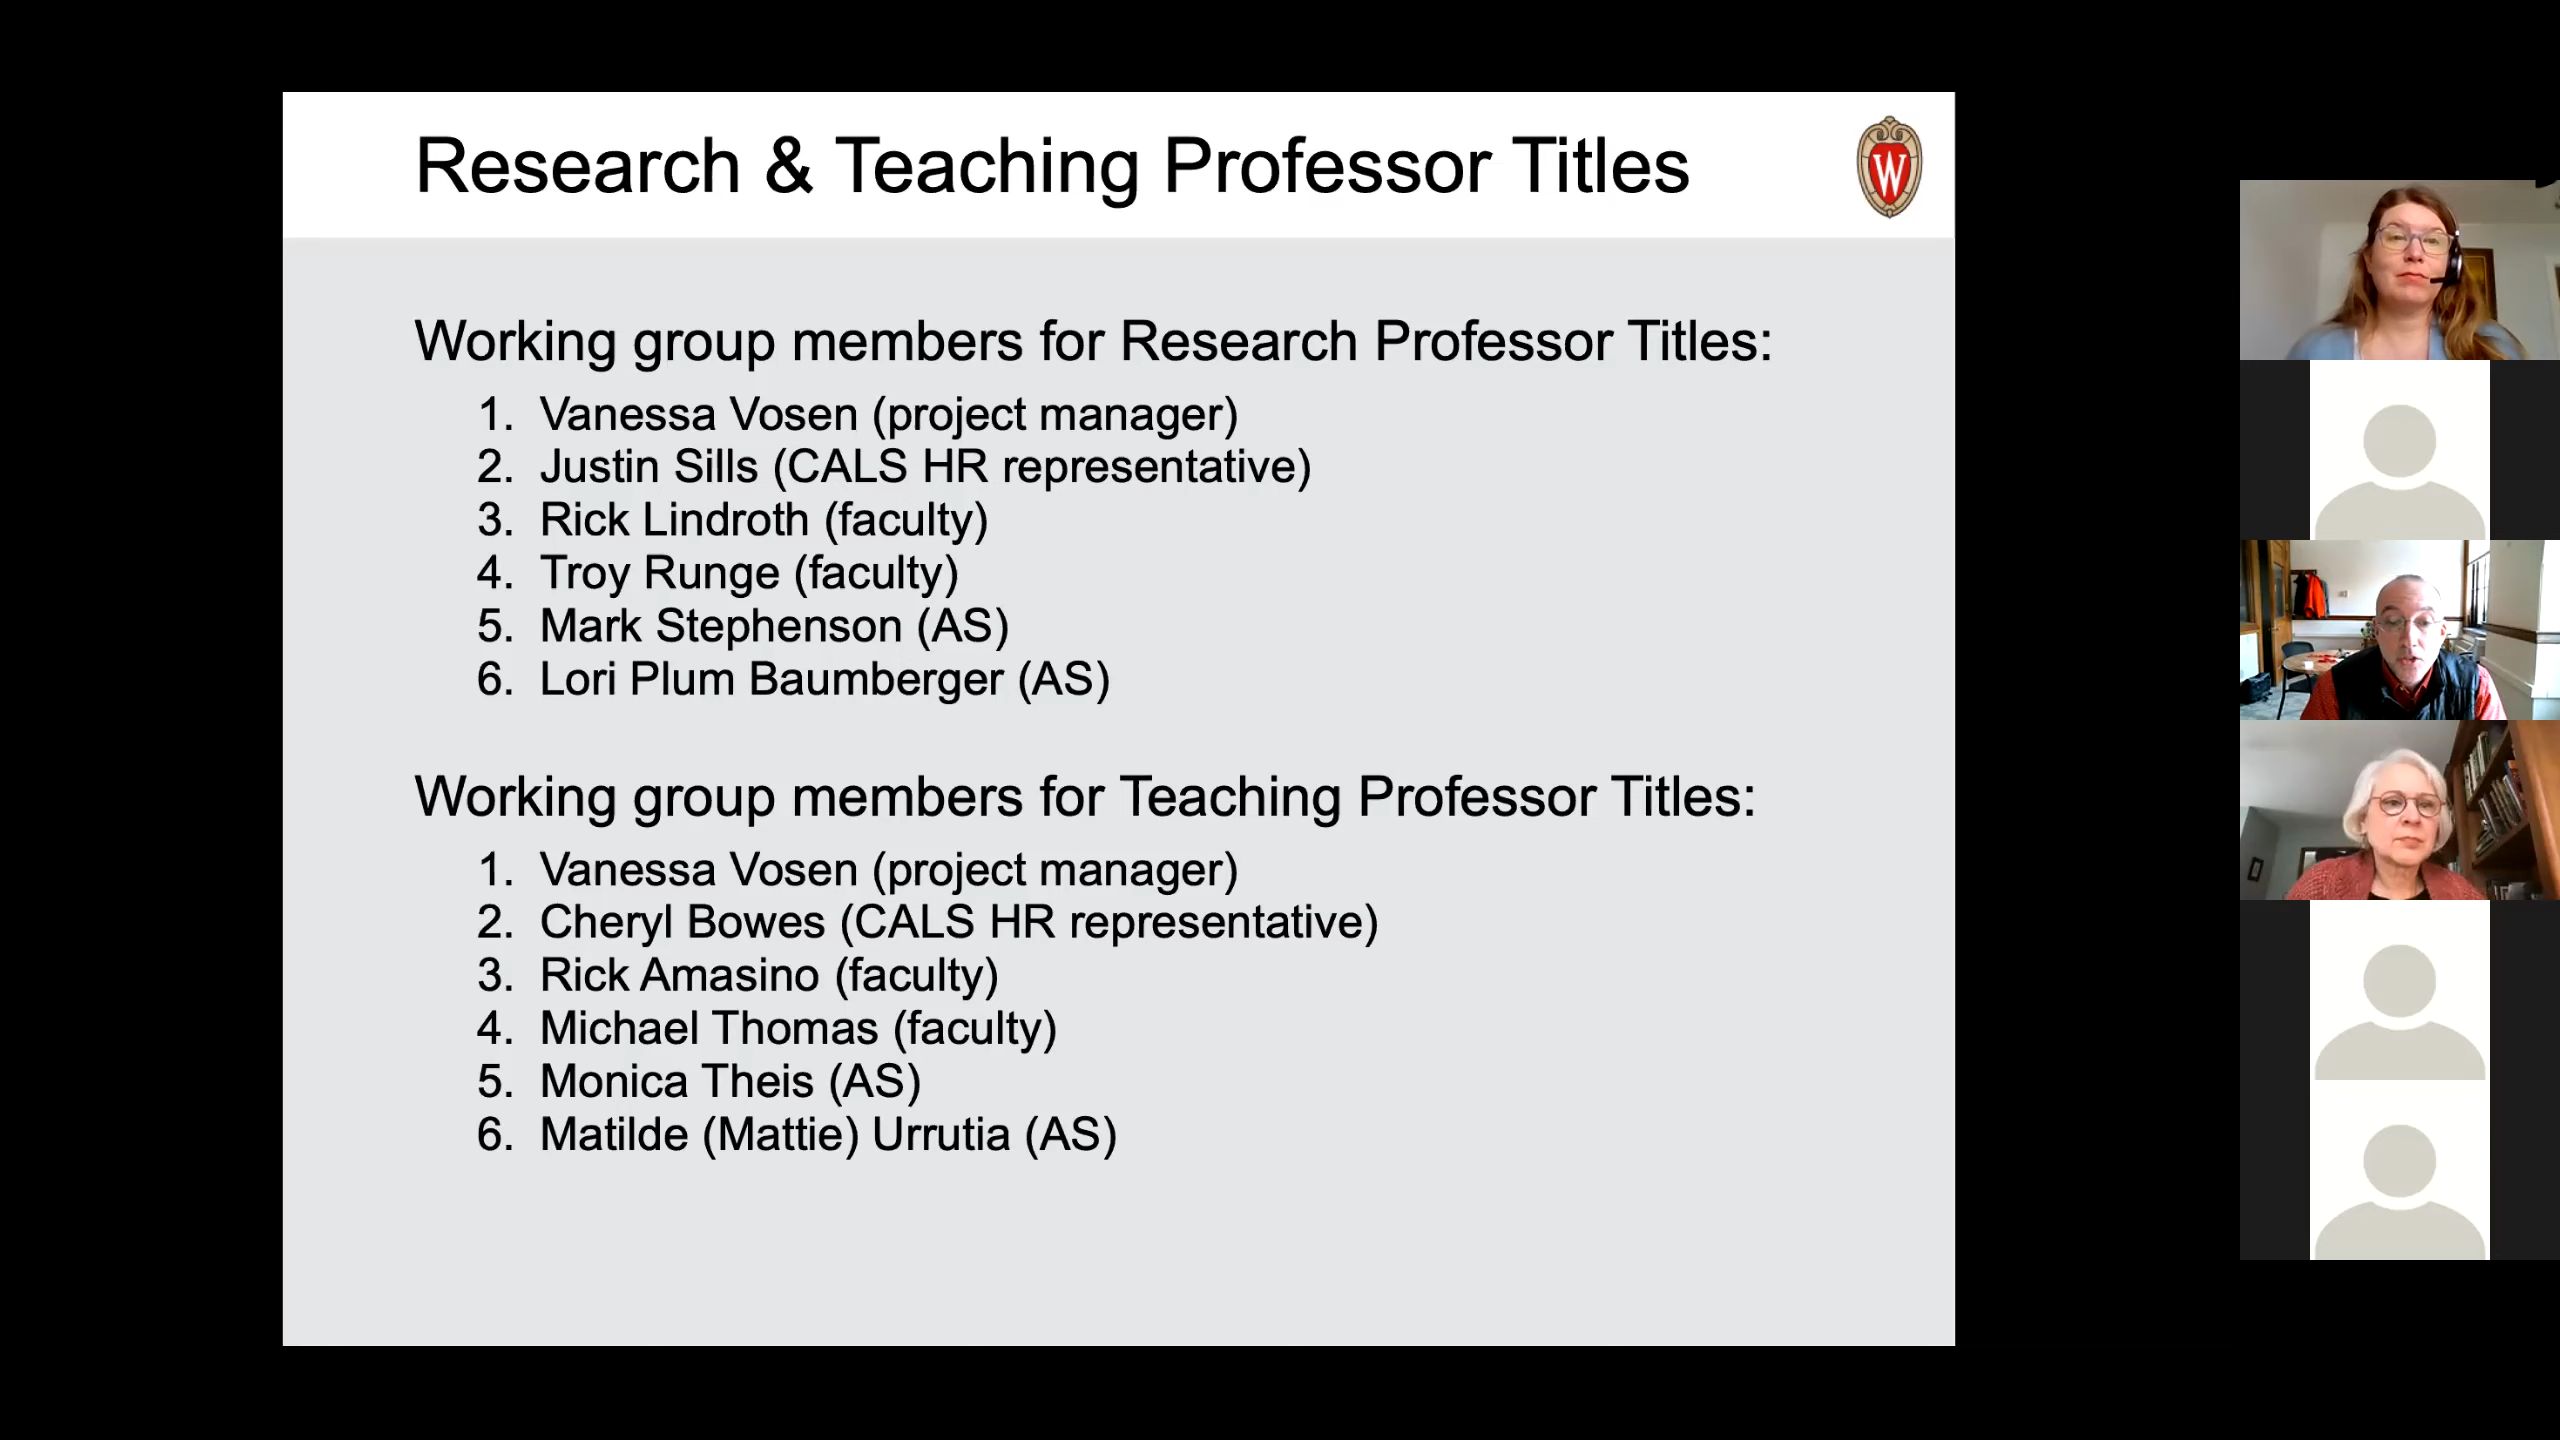 Research & Teaching Professor Titles
W
Working group members for Research Professor Titles:
1. Vanessa Vosen (project manager)
2. Justin Sills (CALS HR representative)
3. Rick Lindroth (faculty)
4. Troy Runge (faculty)
5. Mark Stephenson (AS)
6. Lori Plum Baumberger (AS)
Working group members for Teaching Professor Titles:
1. Vanessa Vosen (project manager)
2. Cheryl Bowes (CALS HR representative)
3. Rick Amasino (faculty)
4. Michael Thomas (faculty)
5. Monica Theis (AS)
6. Matilde (Mattie) Urrutia (AS)